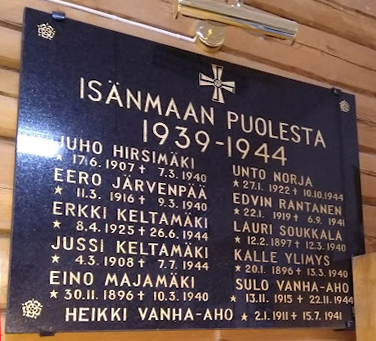 ISÄNMAAN PUOLESTA
1939-1944
JUHO HIRSIMÄKI
★ 17.6. 1907 ✝ 7.3. 1940
EERO JÄRVENPÄÄ
★ 11.3. 1916 ✝ 9.3. 1940
ERKKI KELTAMÄKI
★ 8.4. 1925 ✝ 26.6. 1944
JUSSI KELTAMÄKI
★ 4.3. 1908 ✝ 7.7. 1944
EINO MAJAMÄKI
★ 30.11. 1896 ✝ 10.3. 1940
UNTO NORJA
★ 27.1. 1922 ✝ 10.10.1944
EDVIN RANTANEN
★ 22.1. 1919 ✝ 6.9. 1941
LAURI SOUKKALA
★ 12.2.1897 ✝ 12.3. 1940
KALLE YLIMYS
★ 20.1. 1896 ✝ 13.3. 1940
SULO VANHA-AHO
★ 13.11. 1915 ✝ 22.11. 1944
HEIKKI VANHA-AHO ★ 2.1. 1911 ✝ 15.7. 1941